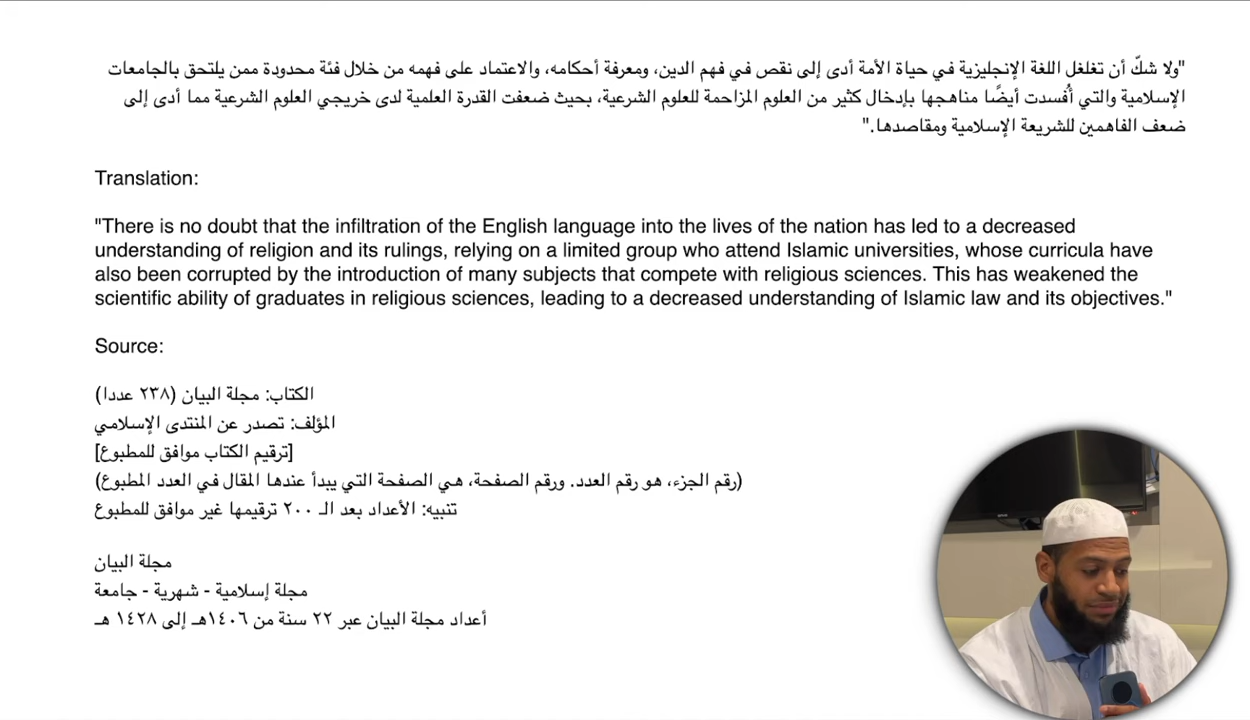 "ولا شكّ أن تغلغل اللغة الإنجليزية في حياة الأمة أدى إلى نقص في فهم الدين، ومعرفة أحكامه، والاعتماد على فهمه من خلال فئة محدودة ممن يلتحق بالجامعات
الإسلامية والتي أُفسدت أيضًا مناهجها بإدخال كثير من العلوم المزاحمة للعلوم الشرعية، بحيث ضعفت القدرة العلمية لدى خريجي العلوم الشرعية مما أدى إلى
ضعف الفاهمين للشريعة الإسلامية ومقاصدها."
Translation:
"There is no doubt that the infiltration of the English language into the lives of the nation has led to a decreased
understanding of religion and its rulings, relying on a limited group who attend Islamic universities, whose curricula have
also been corrupted by the introduction of many subjects that compete with religious sciences. This has weakened the
scientific ability of graduates in religious sciences, leading to a decreased understanding of Islamic law and its objectives."
Source:
الكتاب: مجلة البيان (٢٣٨ عددا)
المؤلف: تصدر عن المنتدى الإسلامي
[ترقيم الكتاب موافق للمطبوع]
(رقم الجزء، هو رقم العدد. ورقم الصفحة، هي الصفحة التي يبدأ عندها المقال في العدد المطبوع)
تنبيه: الأعداد بعد الـ ٢٠٠ ترقيمها غير موافق للمطبوع
مجلة البيان
مجلة إسلامية - شهرية - جامعة
أعداد مجلة البيان عبر ٢٢ سنة من ١٤٠٦هـ إلى ١٤٢٨ هـ